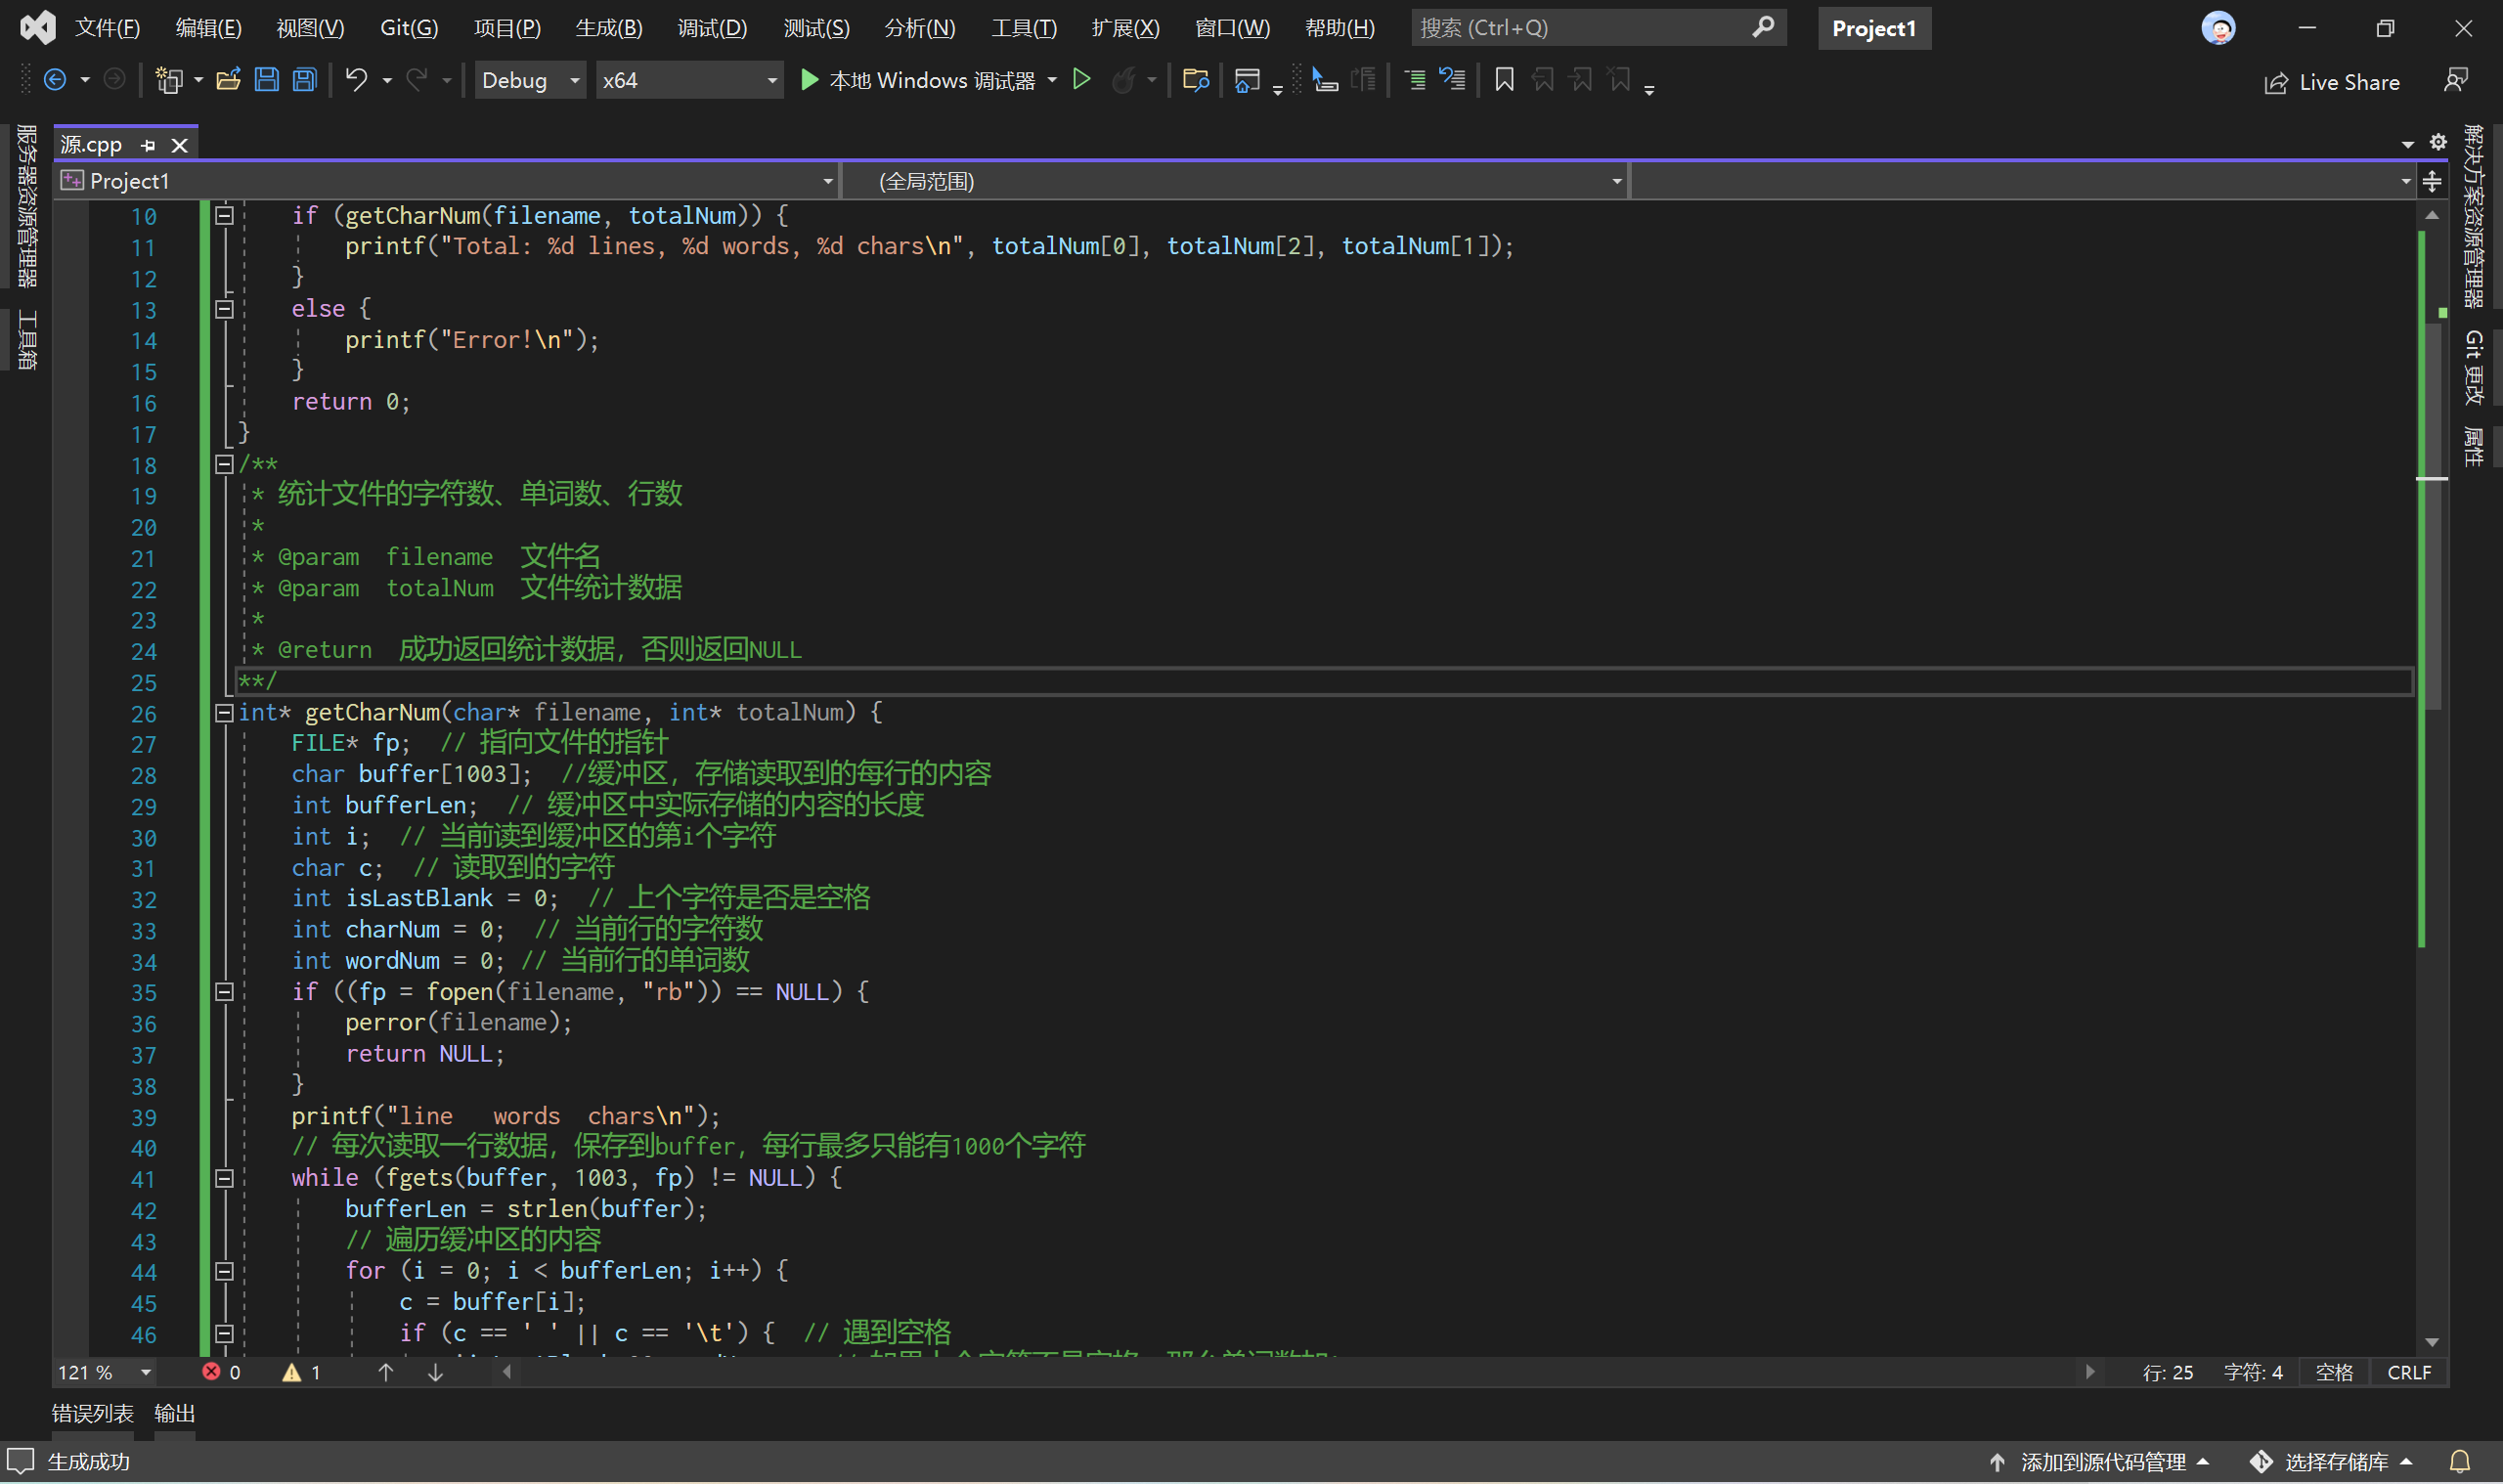 文件(F) 编辑(E) 视图(V) Git(G) 项目(P) 生成(B) 调试(D) 测试(S) 分析(N) 工具(T) 扩展(X) 窗口(W) 帮助(H) 搜索 (Ctrl+Q) Project1
Debug x64 本地 Windows 调试器 Live Share
服务器资源管理器
工具箱
源.cpp
Project1 (全局范围)
10 if (getCharNum(filename, totalNum)) {
11 printf("Total: %d lines, %d words, %d chars\n", totalNum[0], totalNum[2], totalNum[1]);
12 }
13 else {
14 printf("Error!\n");
15 }
16 return 0;
17 }
18 /**
19 * 统计文件的字符数、单词数、行数
20 *
21 * @param  filename  文件名
22 * @param  totalNum  文件统计数据
23 *
24 * @return  成功返回统计数据，否则返回NULL
25 **/
26 int* getCharNum(char* filename, int* totalNum) {
27 FILE* fp;  // 指向文件的指针
28 char buffer[1003];  //缓冲区，存储读取到的每行的内容
29 int bufferLen;  // 缓冲区中实际存储的内容的长度
30 int i;  // 当前读到缓冲区的第i个字符
31 char c;  // 读取到的字符
32 int isLastBlank = 0;  // 上个字符是否是空格
33 int charNum = 0;  // 当前行的字符数
34 int wordNum = 0; // 当前行的单词数
35 if ((fp = fopen(filename, "rb")) == NULL) {
36 perror(filename);
37 return NULL;
38 }
39 printf("line   words  chars\n");
40 // 每次读取一行数据，保存到buffer，每行最多只能有1000个字符
41 while (fgets(buffer, 1003, fp) != NULL) {
42 bufferLen = strlen(buffer);
43 // 遍历缓冲区的内容
44 for (i = 0; i < bufferLen; i++) {
45 c = buffer[i];
46 if (c == ' ' || c == '\t') {  // 遇到空格
解决方案资源管理器
Git 更改
属性
121 % 0 1 行: 25 字符: 4 空格 CRLF
错误列表 输出
生成成功 添加到源代码管理 选择存储库